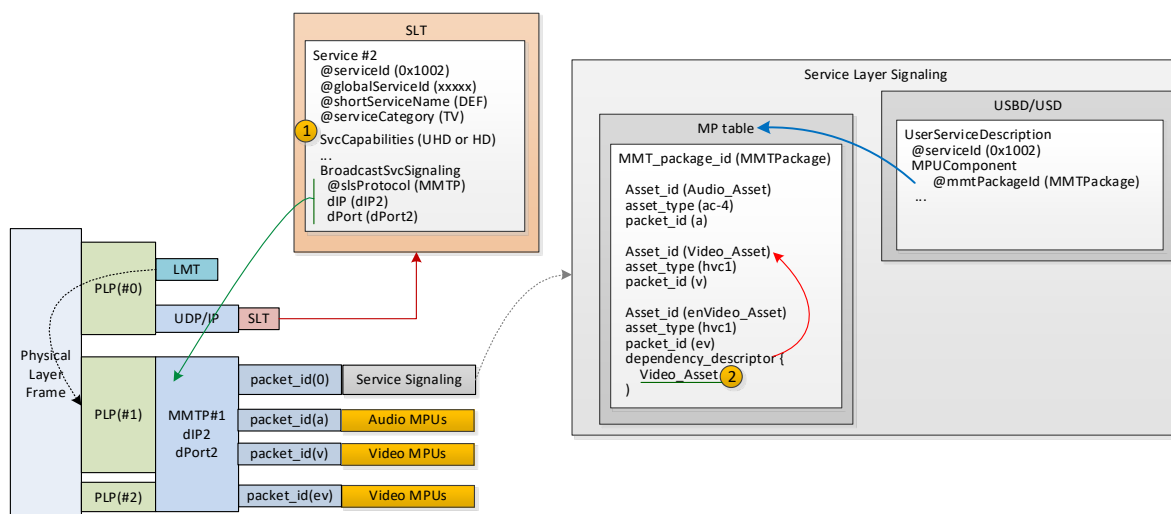 SLT
Service #2
@serviceId (0x1002)
@globalServiceId (xxxxx)
@shortServiceName (DEF)
@serviceCategory (TV)
1
SvcCapabilities (UHD or HD)
...
BroadcastSvcSignaling
@slsProtocol (MMTP)
dIP (dIP2)
dPort (dPort2)
Service Layer Signaling
MP table
MMT_package_id (MMTPackage)
Asset_id (Audio_Asset)
asset_type (ac-4)
packet_id (a)
Asset_id (Video_Asset)
asset_type (hvc1)
packet_id (v)
Asset_id (enVideo_Asset)
asset_type (hvc1)
packet_id (ev)
dependency_descriptor {
Video_Asset
2
}
USBD/USD
UserServiceDescription
@serviceId (0x1002)
MPUComponent
@mmtPackageId (MMTPackage)
...
Physical
Layer
Frame
PLP(#0)
LMT
UDP/IP
SLT
PLP(#1)
MMTP#1
dIP2
dPort2
packet_id(0)
Service Signaling
packet_id(a)
Audio MPUs
packet_id(v)
Video MPUs
PLP(#2)
packet_id(ev)
Video MPUs